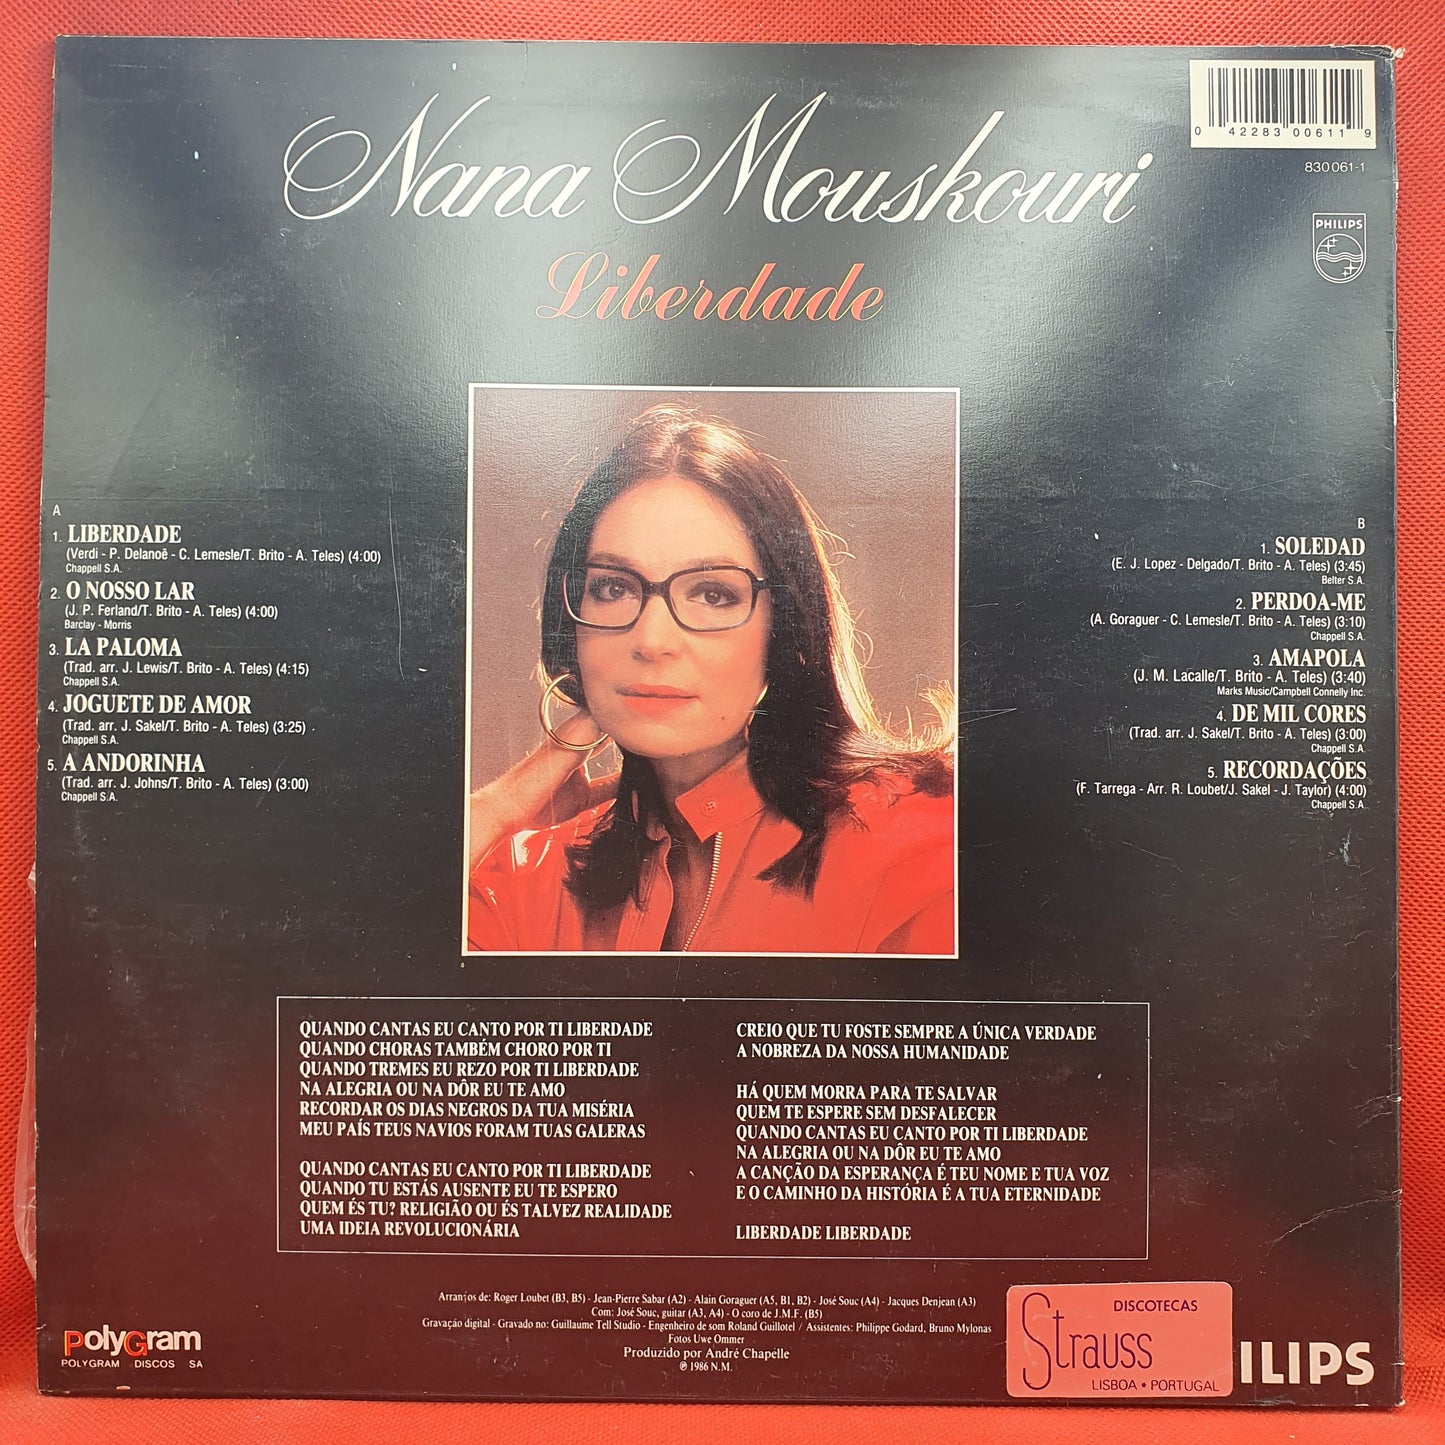 0 42283 00611 9
830 061-1
PHILIPS
Nana Mouskouri
Liberdade
A
1. LIBERDADE
(Verdi - P. Delanoê - C. Lemesle/T. Brito - A. Teles) (4:00)
Chappell S.A.
2. O NOSSO LAR
(J. P. Ferland/T. Brito - A. Teles) (4:00)
Barclay - Morris
3. LA PALOMA
(Trad. arr. J. Lewis/T. Brito - A. Teles) (4:15)
Chappell S.A.
4. JOGUETE DE AMOR
(Trad. arr. J. Sakel/T. Brito - A. Teles) (3:25)
Chappell S.A.
5. A ANDORINHA
(Trad. arr. J. Johns/T. Brito - A. Teles) (3:00)
Chappell S.A.
B
1. SOLEDAD
(E. J. Lopez - Delgado/T. Brito - A. Teles) (3:45)
Belter S.A.
2. PERDOA-ME
(A. Goraguer - C. Lemesle/T. Brito - A. Teles) (3:10)
Chappell S.A.
3. AMAPOLA
(J. M. Lacalle/T. Brito - A. Teles) (3:40)
Marks Music/Campbell Connelly Inc.
4. DE MIL CORES
(Trad. arr. J. Sakel/T. Brito - A. Teles) (3:00)
Chappell S.A.
5. RECORDAÇÕES
(F. Tarrega - Arr. R. Loubet/J. Sakel - J. Taylor) (4:00)
Chappell S.A.
QUANDO CANTAS EU CANTO POR TI LIBERDADE
QUANDO CHORAS TAMBÉM CHORO POR TI
QUANDO TREMES EU REZO POR TI LIBERDADE
NA ALEGRIA OU NA DÔR EU TE AMO
RECORDAR OS DIAS NEGROS DA TUA MISÉRIA
MEU PAÍS TEUS NAVIOS FORAM TUAS GALERAS
QUANDO CANTAS EU CANTO POR TI LIBERDADE
QUANDO TU ESTÁS AUSENTE EU TE ESPERO
QUEM ÉS TU? RELIGIÃO OU ÉS TALVEZ REALIDADE
UMA IDEIA REVOLUCIONÁRIA
CREIO QUE TU FOSTE SEMPRE A ÚNICA VERDADE
A NOBREZA DA NOSSA HUMANIDADE
HÁ QUEM MORRA PARA TE SALVAR
QUEM TE ESPERE SEM DESFALECER
QUANDO CANTAS EU CANTO POR TI LIBERDADE
NA ALEGRIA OU NA DÔR EU TE AMO
A CANÇÃO DA ESPERANÇA É TEU NOME E TUA VOZ
E O CAMINHO DA HISTÓRIA É A TUA ETERNIDADE
LIBERDADE LIBERDADE
Arranjos de: Roger Loubet (B3, B5) - Jean-Pierre Sabar (A2) - Alain Goraguer (A5, B1, B2) - José Souc (A4) - Jacques Denjean (A3)
Com: José Souc, guitar (A3, A4) - O coro de J.M.F. (B5)
Gravação digital - Gravado no: Guillaume Tell Studio - Engenheiro de som Roland Guillotel / Assistentes: Philippe Godard, Bruno Mylonas
Fotos Uwe Ommer
Produzido por André Chapelle
℗ 1986 N.M.
PolyGram
POLYGRAM DISCOS SA
DISCOTECAS
Strauss
LISBOA • PORTUGAL
ILIPS